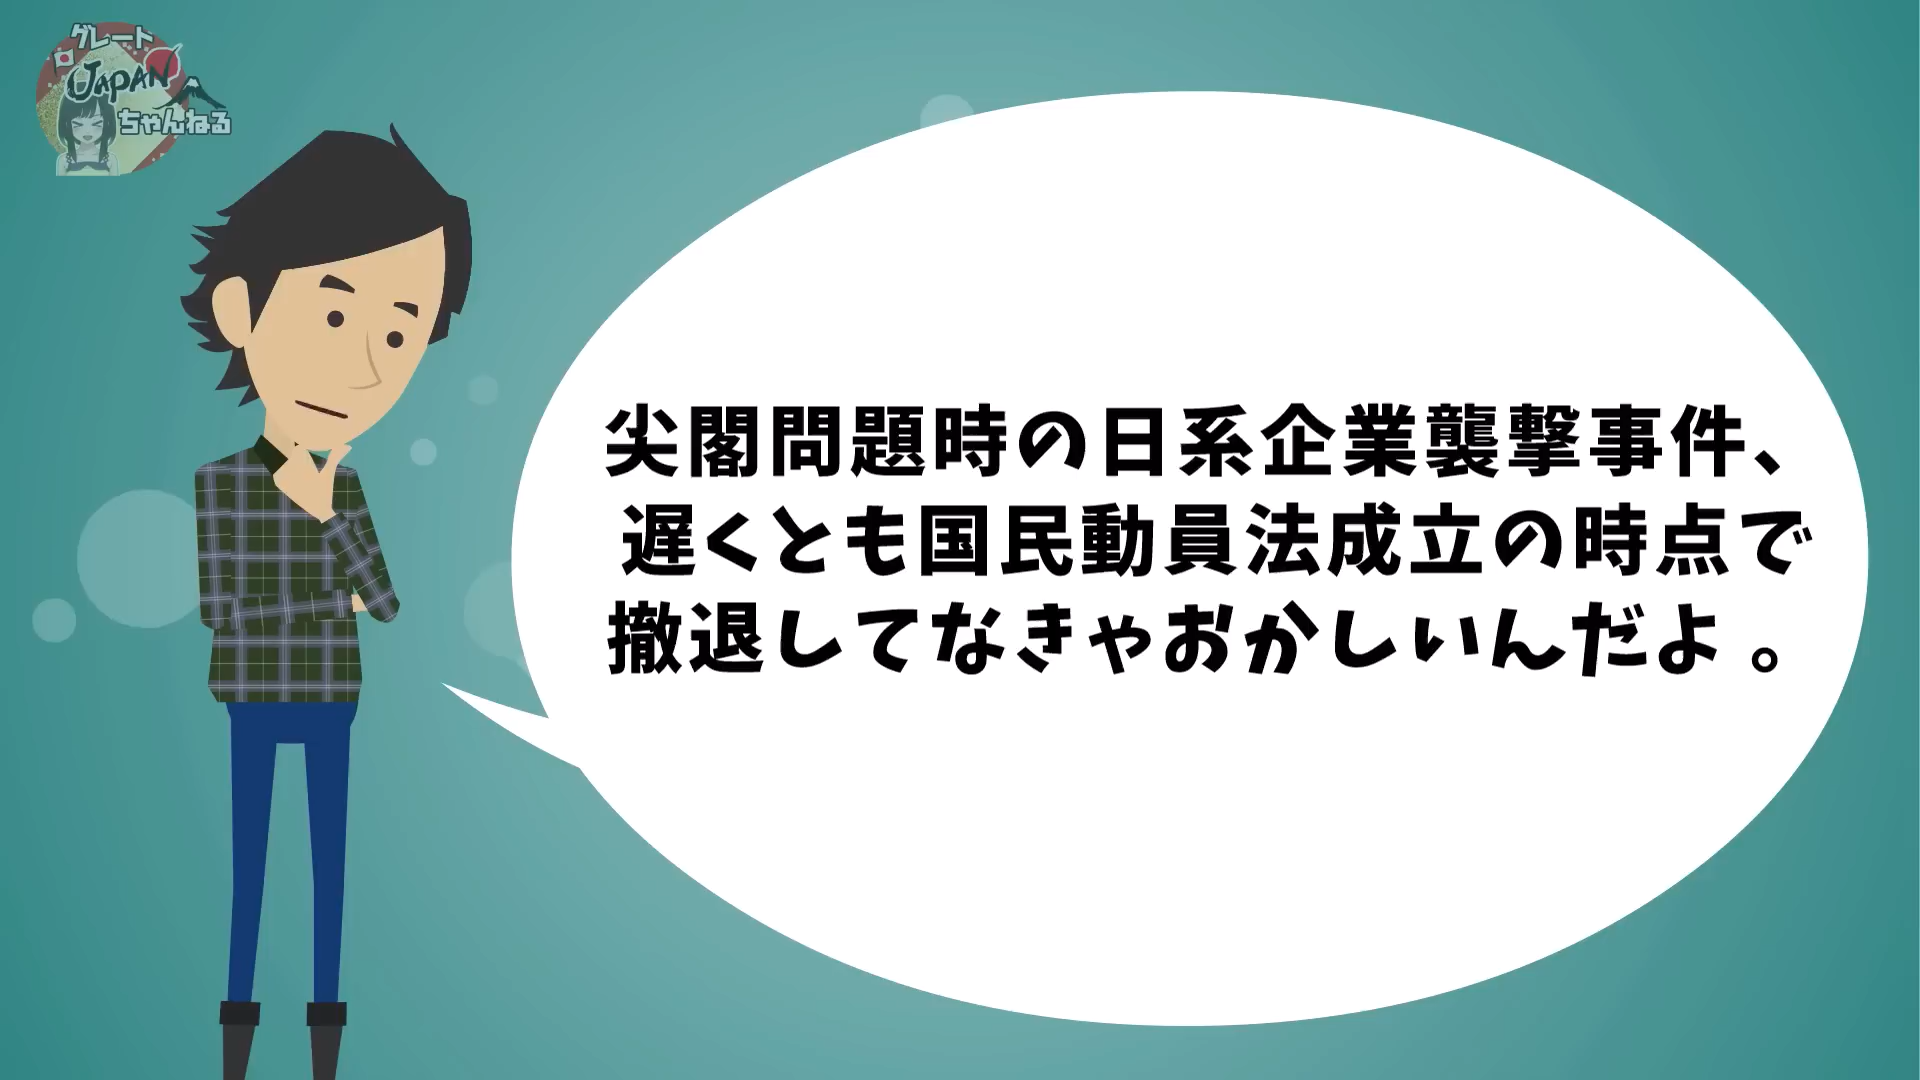 グレート
JAPAN
ちゃんねる
尖閣問題時の日系企業襲撃事件、
遅くとも国民動員法成立の時点で
撤退してなきゃおかしいんだよ。